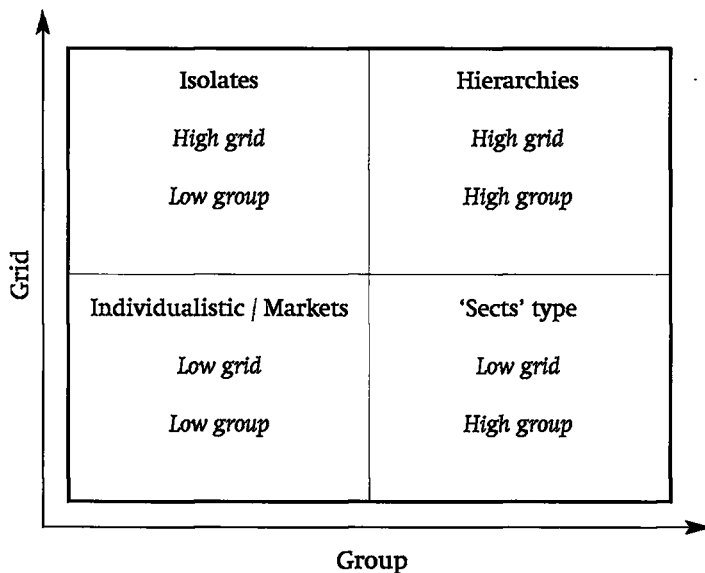 Isolates
High grid
Low group
Hierarchies
High grid
High group
Individualistic / Markets
Low grid
Low group
'Sects' type
Low grid
High group
Grid
Group